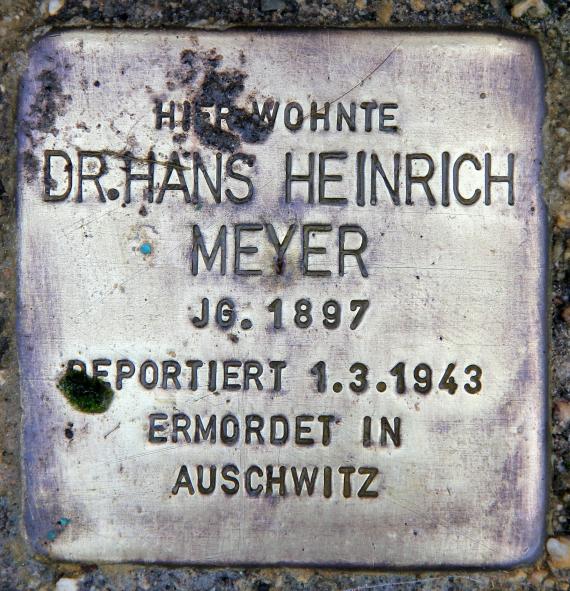 HIER WOHNTE
DR. HANS HEINRICH
MEYER
JG. 1897
DEPORTIERT 1.3.1943
ERMORDET IN
AUSCHWITZ